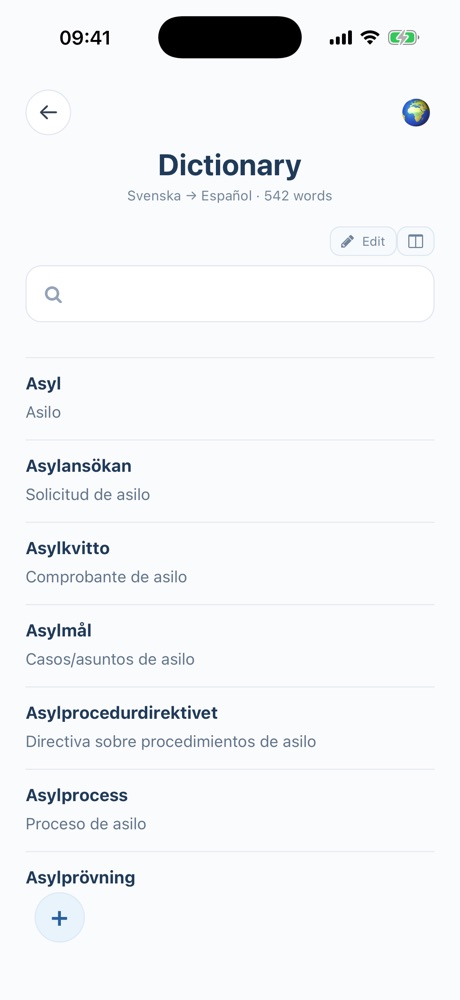 09:41
Dictionary
Svenska → Español · 542 words
Edit
Asyl
Asilo
Asylansökan
Solicitud de asilo
Asylkvitto
Comprobante de asilo
Asylmål
Casos/asuntos de asilo
Asylprocedurdirektivet
Directiva sobre procedimientos de asilo
Asylprocess
Proceso de asilo
Asylprövning